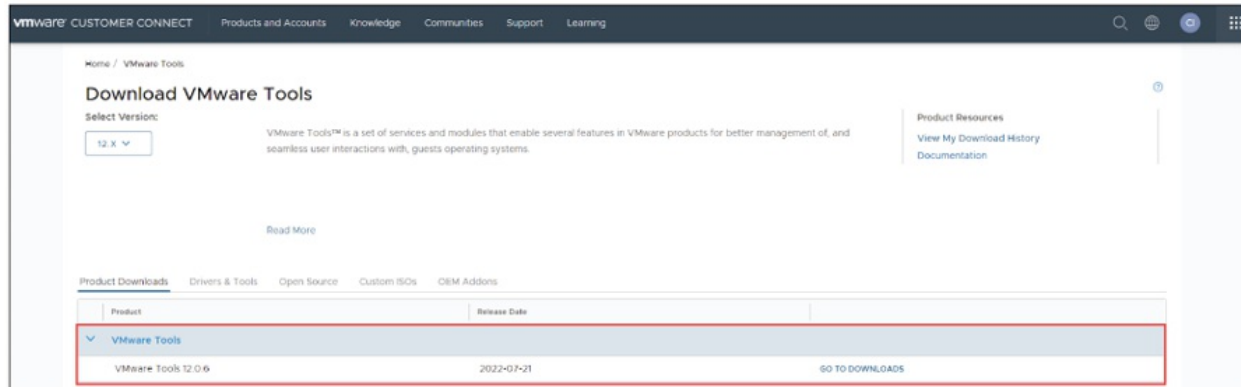 vmware® CUSTOMER CONNECT Products and Accounts Knowledge Communities Support Learning CI
Home / VMware Tools
Download VMware Tools
Select Version:
12.X
VMware Tools™ is a set of services and modules that enable several features in VMware products for better management of, and
seamless user interactions with, guests operating systems.
Read More
Product Resources
View My Download History
Documentation
Product Downloads Drivers & Tools Open Source Custom ISOs OEM Addons
Product Release Date
VMware Tools
VMware Tools 12.0.6 2022-07-21 GO TO DOWNLOADS